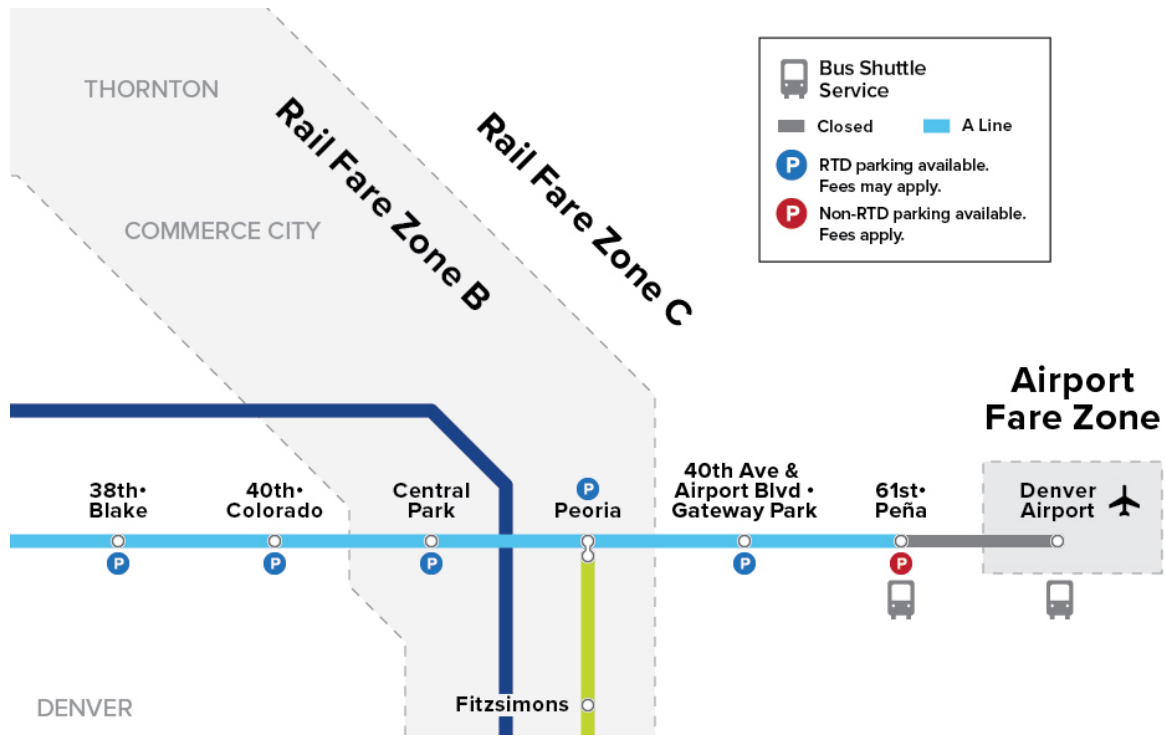 THORNTON
COMMERCE CITY
Rail Fare Zone B
Rail Fare Zone C
Bus Shuttle
Service
Closed
A Line
P
RTD parking available.
Fees may apply.
P
Non-RTD parking available.
Fees apply.
Airport
Fare Zone
38th•
Blake
P
40th•
Colorado
P
Central
Park
P
P
Peoria
40th Ave &
Airport Blvd •
Gateway Park
P
61st•
Peña
P
Denver
Airport
Fitzsimons
DENVER